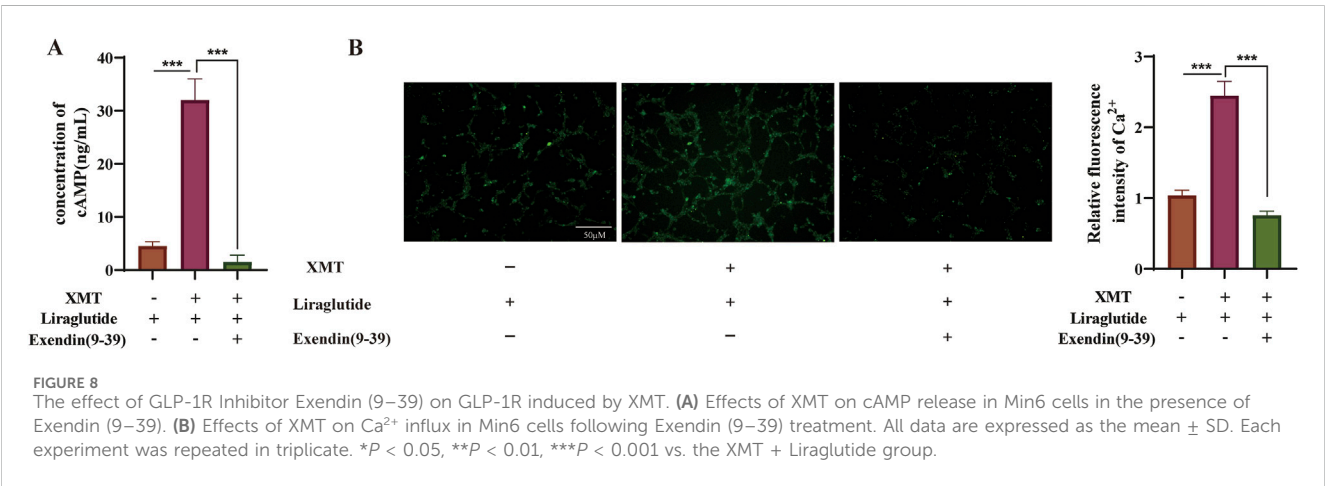 A
concentration of
cAMP(ng/mL)
40
30
20
10
0
***
***
XMT - + +
Liraglutide + + +
Exendin(9-39) - - +
B
50μM
XMT – + +
Liraglutide + + +
Exendin(9-39) – – +
Relative fluorescence
intensity of Ca²⁺
3
2
1
0
***
***
XMT - + +
Liraglutide + + +
Exendin(9-39) - - +
FIGURE 8
The effect of GLP-1R Inhibitor Exendin (9–39) on GLP-1R induced by XMT. (A) Effects of XMT on cAMP release in Min6 cells in the presence of
Exendin (9–39). (B) Effects of XMT on Ca²⁺ influx in Min6 cells following Exendin (9–39) treatment. All data are expressed as the mean ± SD. Each
experiment was repeated in triplicate. *P < 0.05, **P < 0.01, ***P < 0.001 vs. the XMT + Liraglutide group.